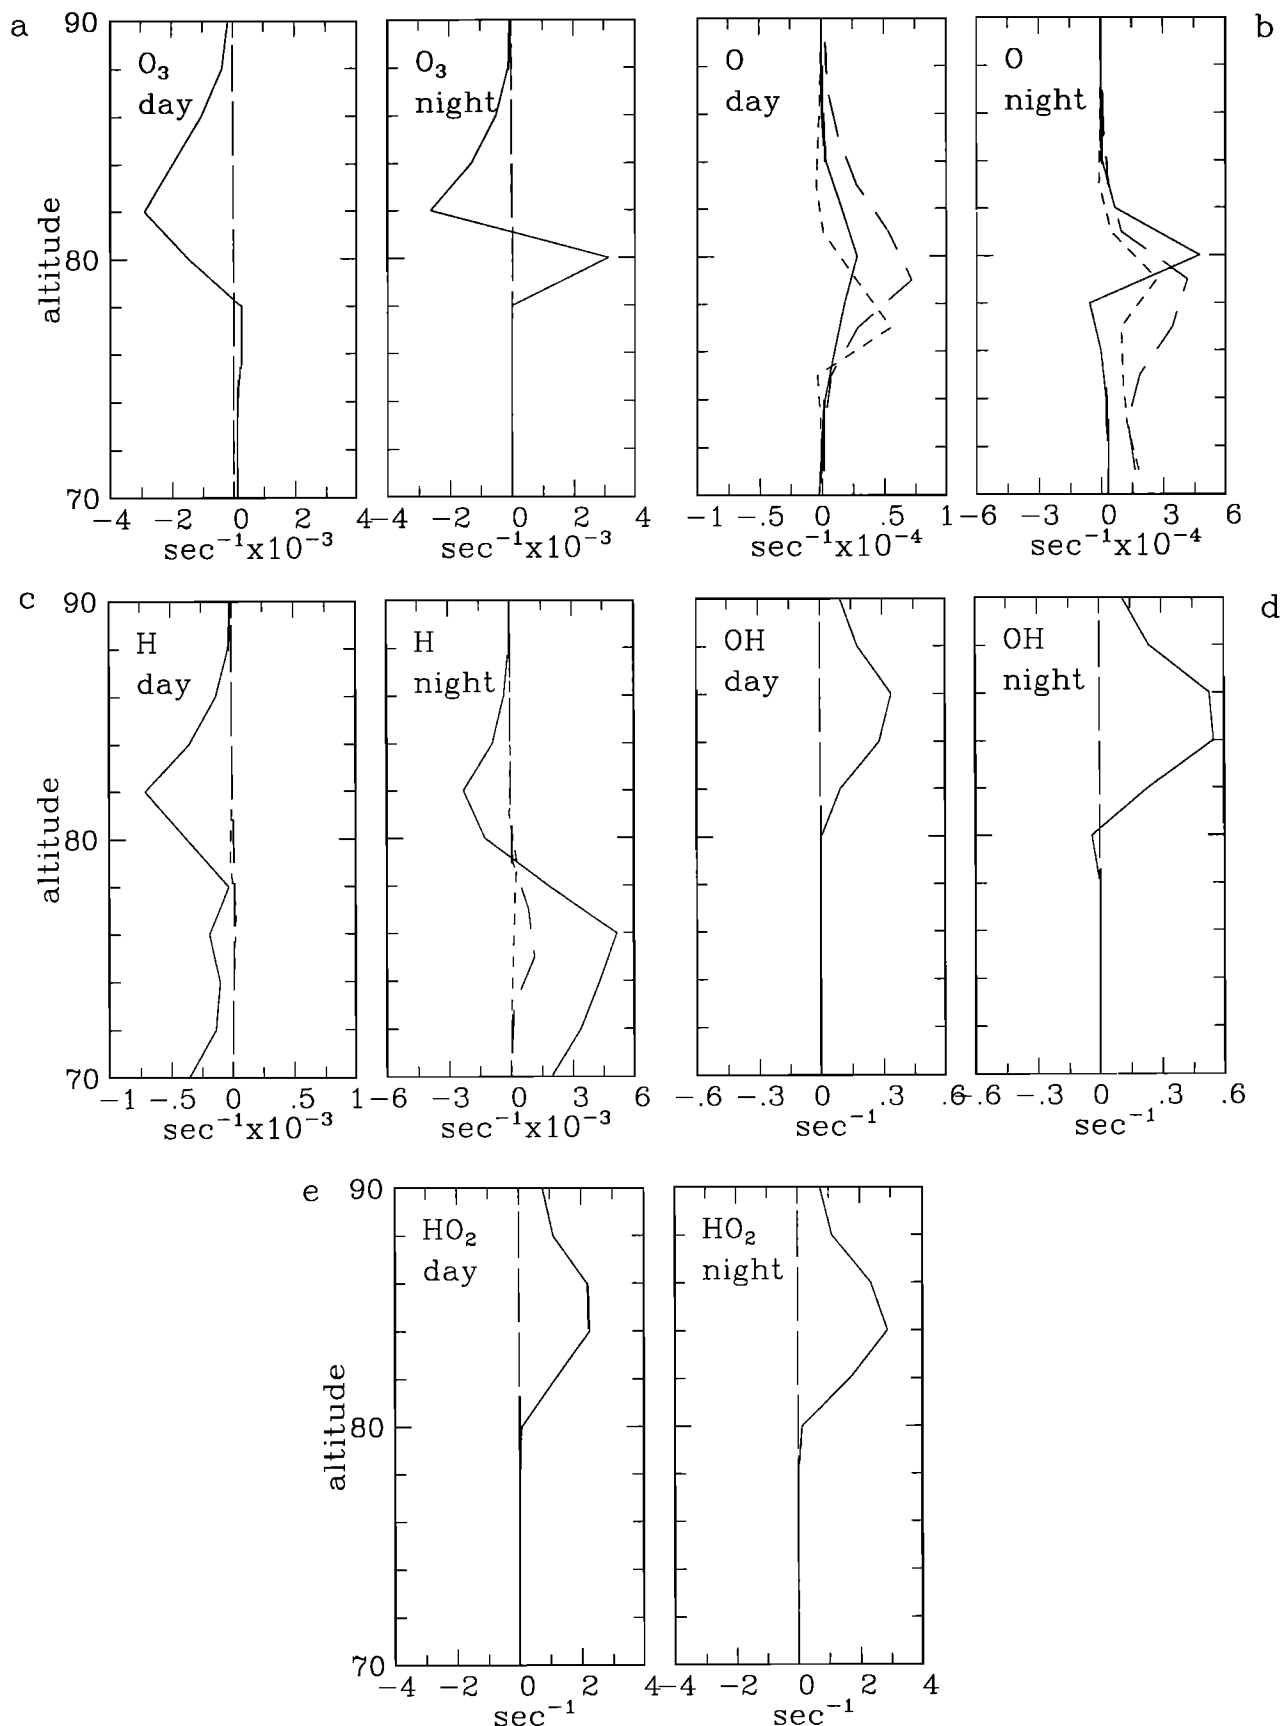 a
90
80
70
altitude
O₃
day
-4 -2 0 2 4
sec⁻¹x10⁻³
O₃
night
-4 -2 0 2 4
sec⁻¹x10⁻³
b
O
day
-1 -.5 0 .5 1
sec⁻¹x10⁻⁴
O
night
-6 -3 0 3 6
sec⁻¹x10⁻⁴
c
90
80
70
altitude
H
day
-1 -.5 0 .5 1
sec⁻¹x10⁻³
H
night
-6 -3 0 3 6
sec⁻¹x10⁻³
d
OH
day
-.6 -.3 0 .3 .6
sec⁻¹
OH
night
-.6 -.3 0 .3 .6
sec⁻¹
e
90
80
70
altitude
HO₂
day
-4 -2 0 2 4
sec⁻¹
HO₂
night
-4 -2 0 2 4
sec⁻¹